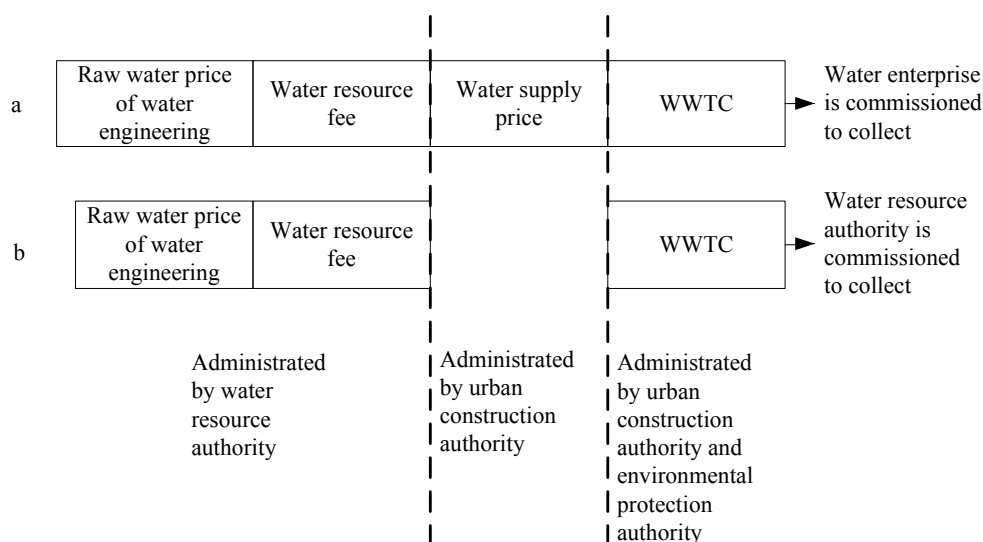 a
Raw water price
of water
engineering
Water resource
fee
Water supply
price
WWTC
Water enterprise
is commissioned
to collect
b
Raw water price
of water
engineering
Water resource
fee
WWTC
Water resource
authority is
commissioned
to collect
Administrated
by water
resource
authority
Administrated
by urban
construction
authority
Administrated
by urban
construction
authority and
environmental
protection
authority